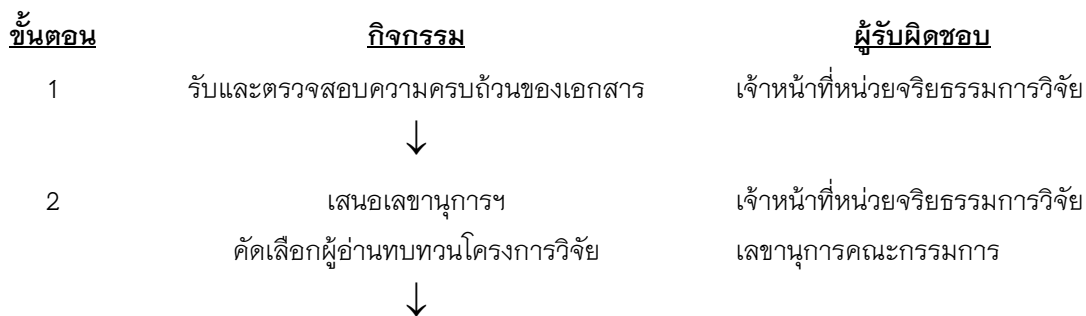 ขั้นตอน กิจกรรม ผู้รับผิดชอบ
1 รับและตรวจสอบความครบถ้วนของเอกสาร เจ้าหน้าที่หน่วยจริยธรรมการวิจัย
↓
2 เสนอเลขานุการฯ เจ้าหน้าที่หน่วยจริยธรรมการวิจัย
คัดเลือกผู้อ่านทบทวนโครงการวิจัย เลขานุการคณะกรรมการ
↓